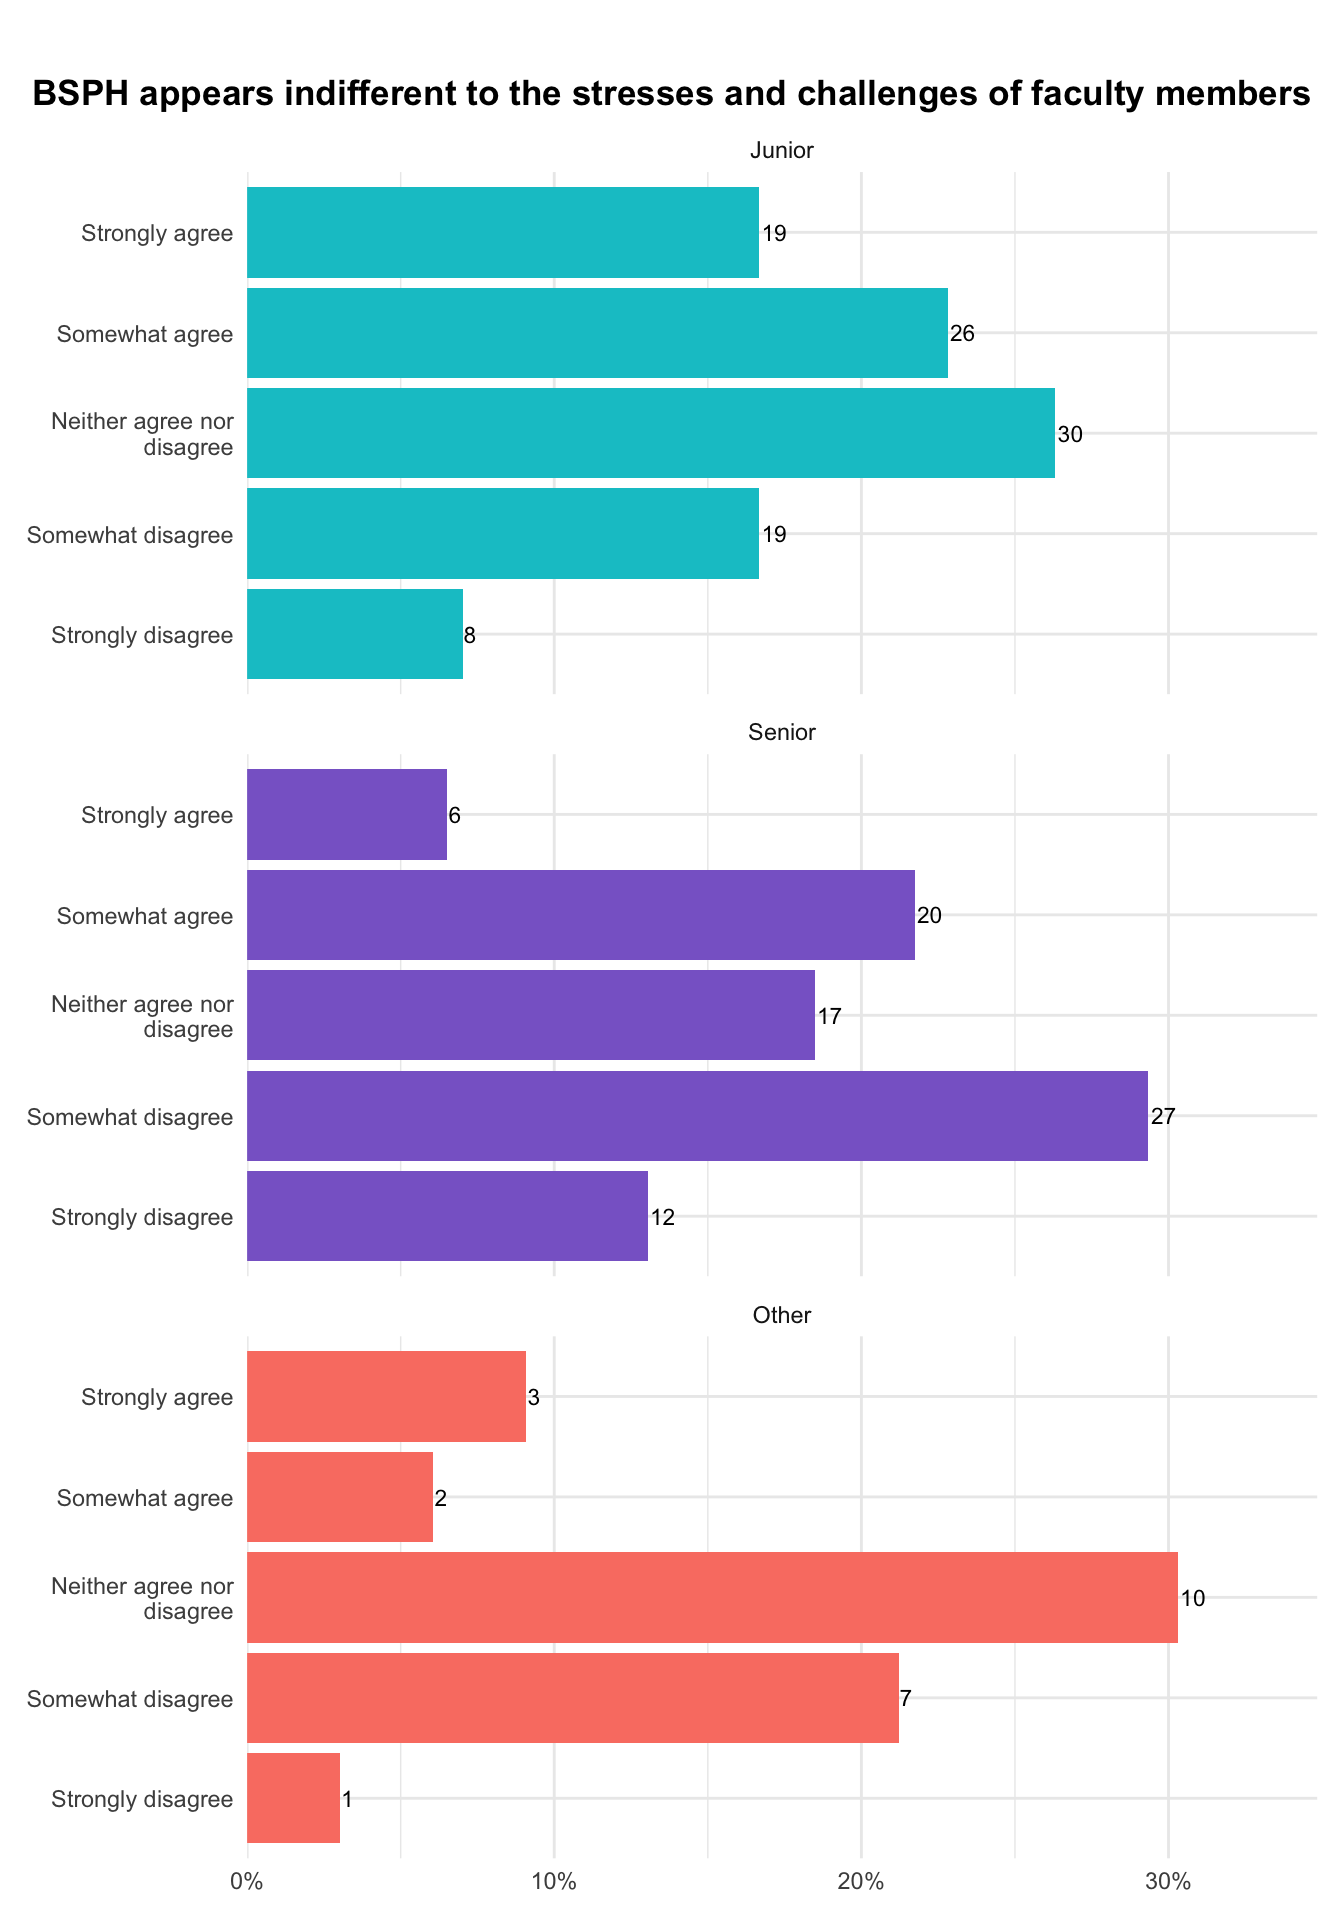 BSPH appears indifferent to the stresses and challenges of faculty members
Junior
Strongly agree
19
Somewhat agree
26
Neither agree nor
disagree
30
Somewhat disagree
19
Strongly disagree
8
Senior
Strongly agree
6
Somewhat agree
20
Neither agree nor
disagree
17
Somewhat disagree
27
Strongly disagree
12
Other
Strongly agree
3
Somewhat agree
2
Neither agree nor
disagree
10
Somewhat disagree
7
Strongly disagree
1
0% 10% 20% 30%